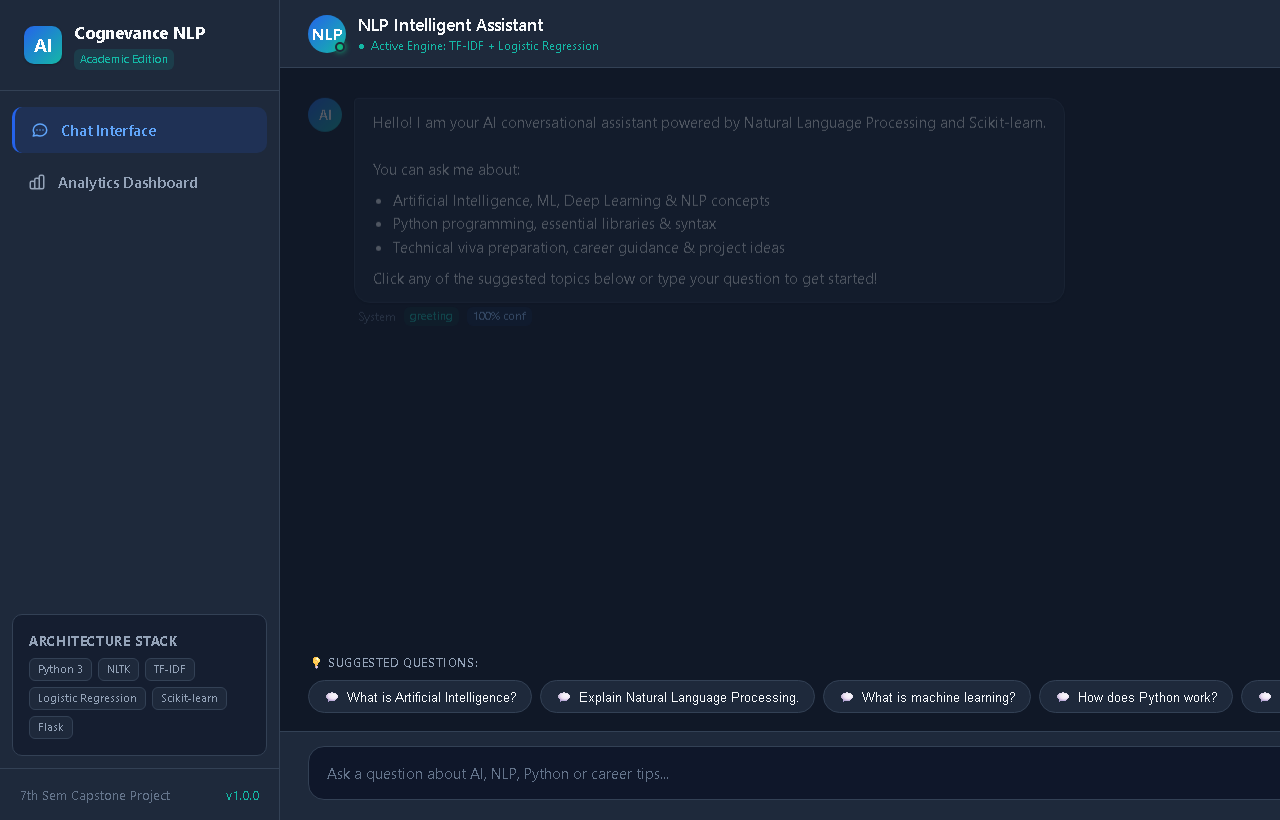 AI
Cognevance NLP
Academic Edition
Chat Interface
Analytics Dashboard
ARCHITECTURE STACK
Python 3
NLTK
TF-IDF
Logistic Regression
Scikit-learn
Flask
7th Sem Capstone Project
v1.0.0
NLP
NLP Intelligent Assistant
● Active Engine: TF-IDF + Logistic Regression
AI
Hello! I am your AI conversational assistant powered by Natural Language Processing and Scikit-learn.
You can ask me about:
• Artificial Intelligence, ML, Deep Learning & NLP concepts
• Python programming, essential libraries & syntax
• Technical viva preparation, career guidance & project ideas
Click any of the suggested topics below or type your question to get started!
System greeting 100% conf
💡 SUGGESTED QUESTIONS:
💬 What is Artificial Intelligence?
💬 Explain Natural Language Processing.
💬 What is machine learning?
💬 How does Python work?
💬
Ask a question about AI, NLP, Python or career tips...